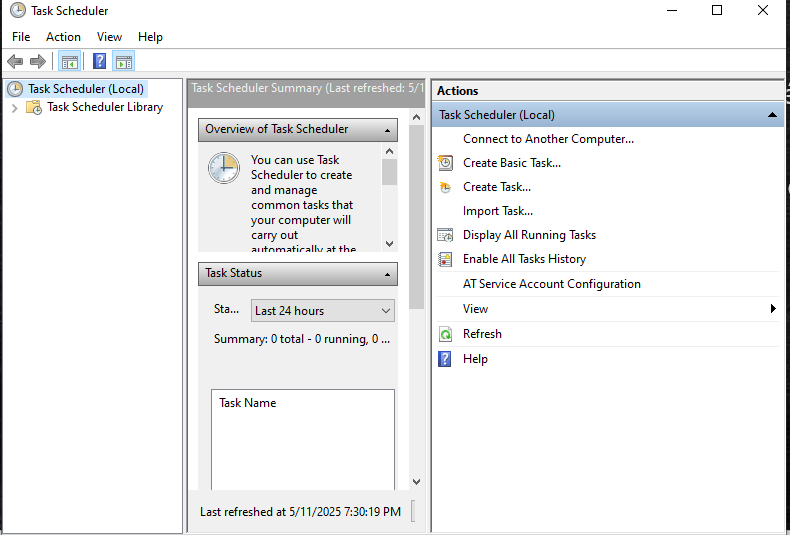 Task Scheduler
File Action View Help
Task Scheduler (Local)
Task Scheduler Library
Task Scheduler Summary (Last refreshed: 5/1
Overview of Task Scheduler
You can use Task
Scheduler to create
and manage
common tasks that
your computer will
carry out
automatically at the
Task Status
Sta...
Last 24 hours
Summary: 0 total - 0 running, 0 ...
Task Name
Last refreshed at 5/11/2025 7:30:19 PM
Actions
Task Scheduler (Local)
Connect to Another Computer...
Create Basic Task...
Create Task...
Import Task...
Display All Running Tasks
Enable All Tasks History
AT Service Account Configuration
View
Refresh
Help